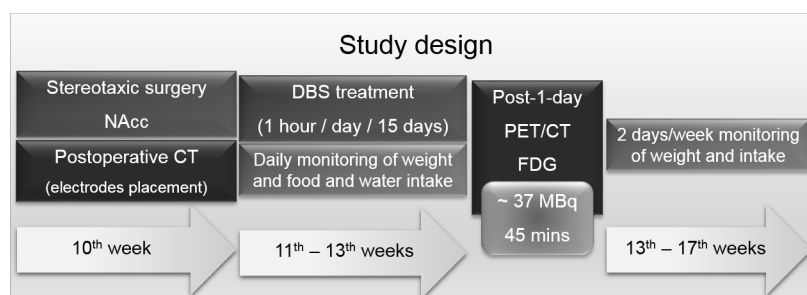 Study design
Stereotaxic surgery
NAcc
Postoperative CT
(electrodes placement)
10th week
DBS treatment
(1 hour / day / 15 days)
Daily monitoring of weight
and food and water intake
11th – 13th weeks
Post-1-day
PET/CT
FDG
~ 37 MBq
45 mins
2 days/week monitoring
of weight and intake
13th – 17th weeks